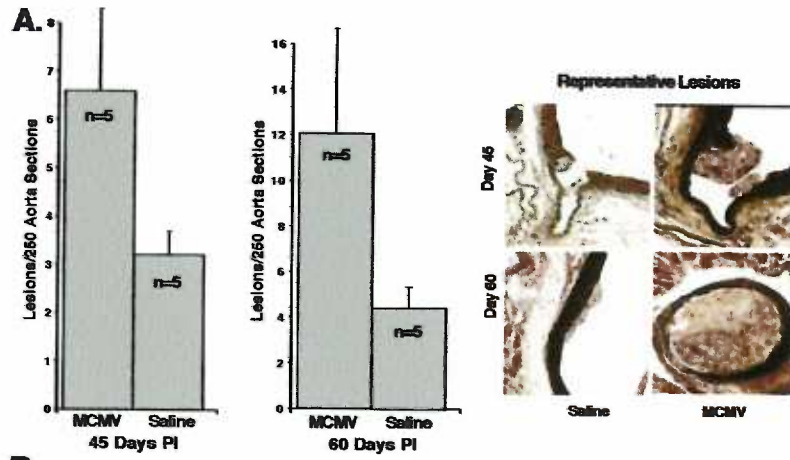 A.
Lesions/250 Aorta Sections
8
7
6
5
4
3
2
1
0
n=5
n=5
MCMV Saline
45 Days PI
Lesions/250 Aorta Sections
16
14
12
10
8
6
4
2
0
n=5
n=5
MCMV Saline
60 Days PI
Representative Lesions
Day 45
Day 60
Saline MCMV